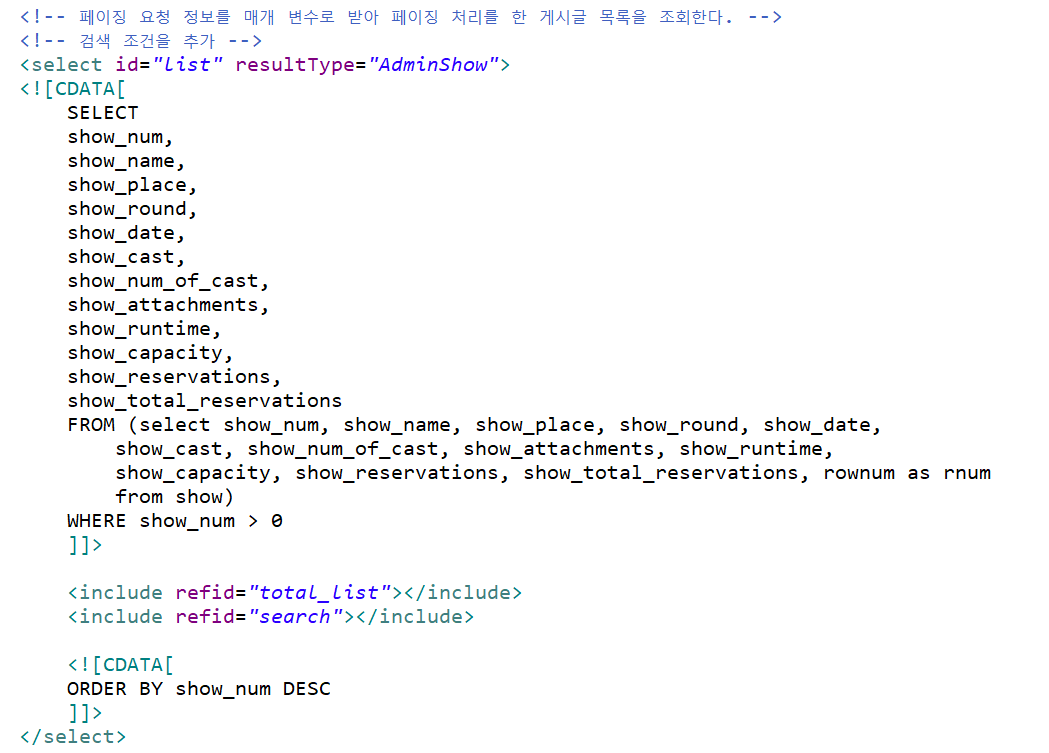 <!-- 페이징 요청 정보를 매개 변수로 받아 페이징 처리를 한 게시글 목록을 조회한다. -->
<!-- 검색 조건을 추가 -->
<select id="list" resultType="AdminShow">
<![CDATA[
SELECT
show_num,
show_name,
show_place,
show_round,
show_date,
show_cast,
show_num_of_cast,
show_attachments,
show_runtime,
show_capacity,
show_reservations,
show_total_reservations
FROM (select show_num, show_name, show_place, show_round, show_date,
show_cast, show_num_of_cast, show_attachments, show_runtime,
show_capacity, show_reservations, show_total_reservations, rownum as rnum
from show)
WHERE show_num > 0
]]>
<include refid="total_list"></include>
<include refid="search"></include>
<![CDATA[
ORDER BY show_num DESC
]]>
</select>